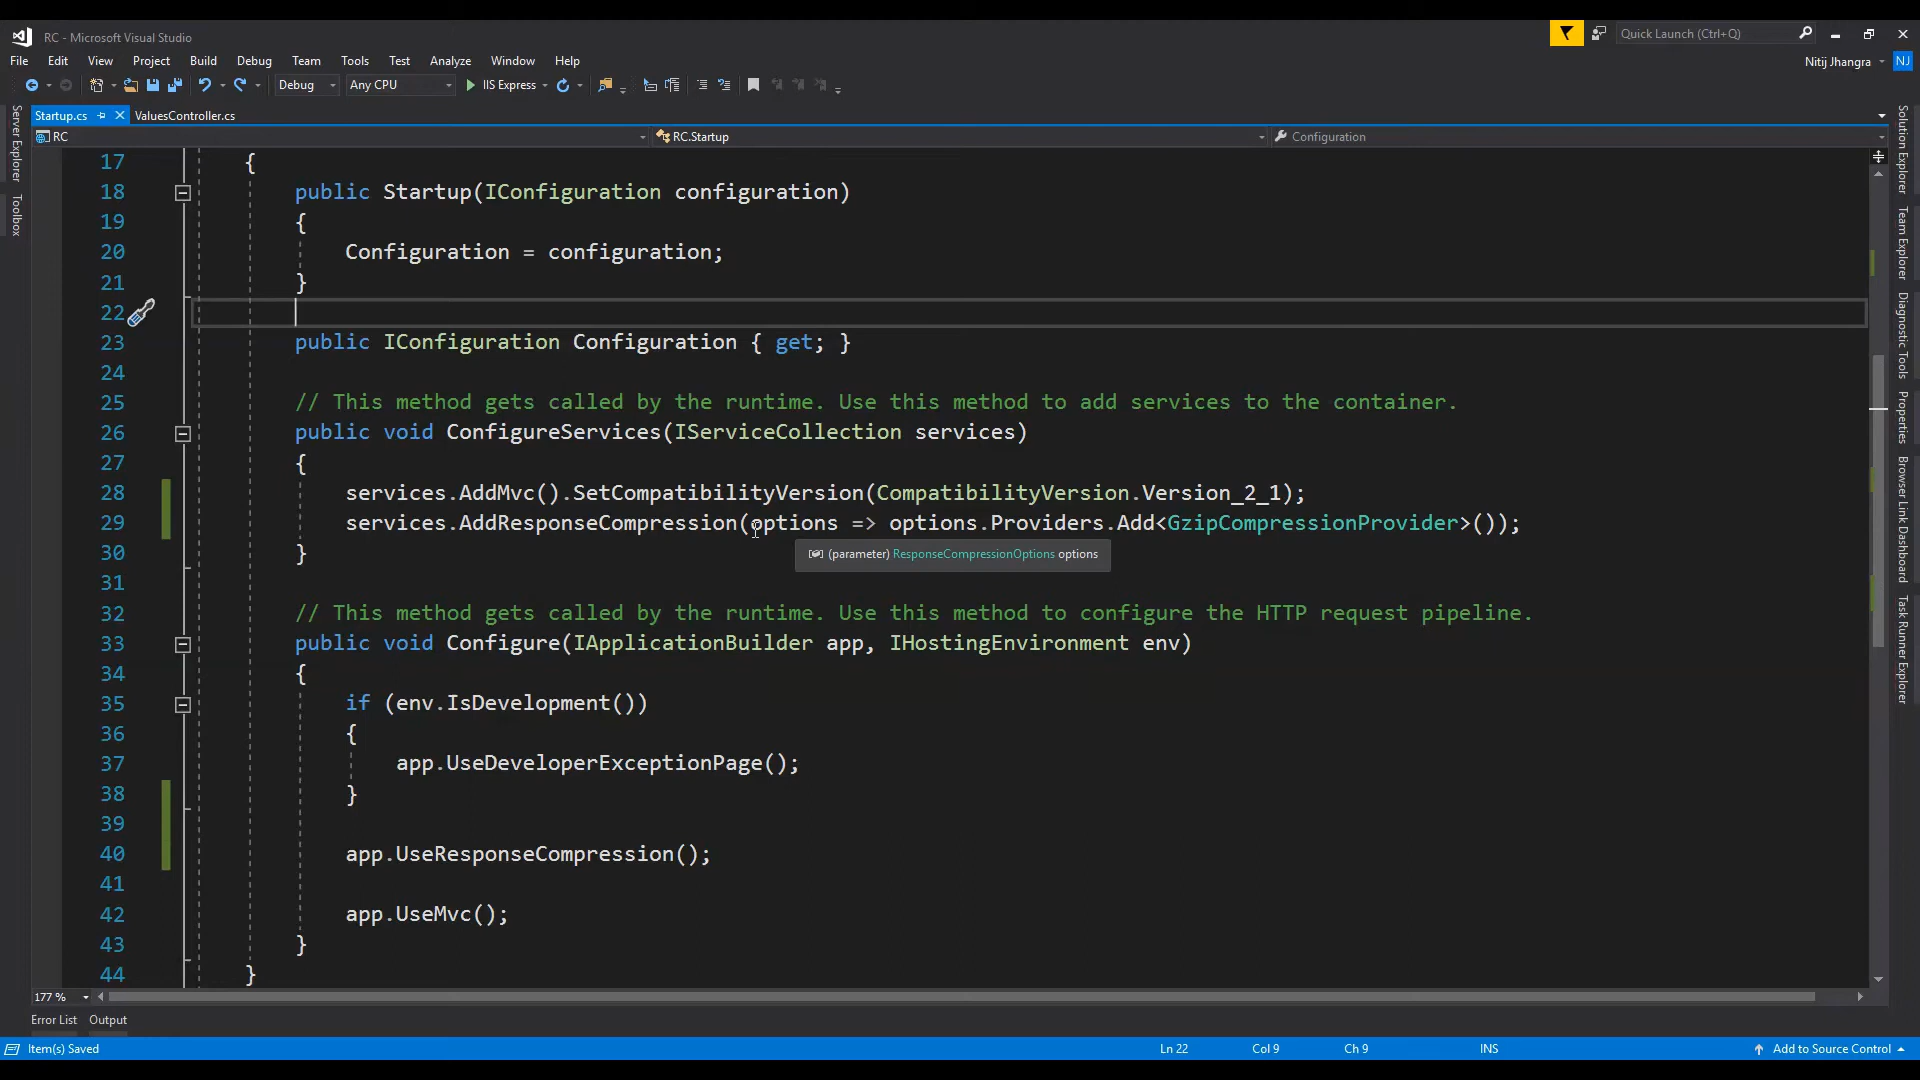 RC - Microsoft Visual Studio
Quick Launch (Ctrl+Q)
File Edit View Project Build Debug Team Tools Test Analyze Window Help
Nitij Jhangra NJ
Debug Any CPU IIS Express
Startup.cs ValuesController.cs
RC RC.Startup Configuration
Server Explorer
Toolbox
Solution Explorer
Team Explorer
Diagnostic Tools
Properties
Browser Link Dashboard
Task Runner Explorer
17 {
18 public Startup(IConfiguration configuration)
19 {
20 Configuration = configuration;
21 }
22
23 public IConfiguration Configuration { get; }
24
25 // This method gets called by the runtime. Use this method to add services to the container.
26 public void ConfigureServices(IServiceCollection services)
27 {
28 services.AddMvc().SetCompatibilityVersion(CompatibilityVersion.Version_2_1);
29 services.AddResponseCompression(options => options.Providers.Add<GzipCompressionProvider>());
30 }
(parameter) ResponseCompressionOptions options
31
32 // This method gets called by the runtime. Use this method to configure the HTTP request pipeline.
33 public void Configure(IApplicationBuilder app, IHostingEnvironment env)
34 {
35 if (env.IsDevelopment())
36 {
37 app.UseDeveloperExceptionPage();
38 }
39
40 app.UseResponseCompression();
41
42 app.UseMvc();
43 }
44 }
177 %
Error List Output
Item(s) Saved Ln 22 Col 9 Ch 9 INS Add to Source Control